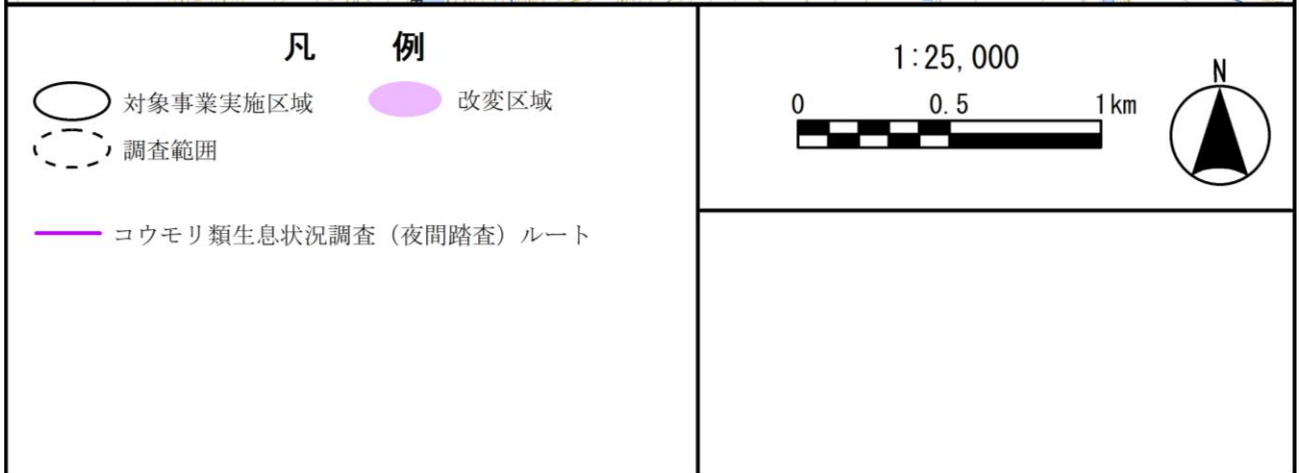 凡 例
対象事業実施区域 改変区域
調査範囲
コウモリ類生息状況調査（夜間踏査）ルート
1:25,000
0 0.5 1km
N